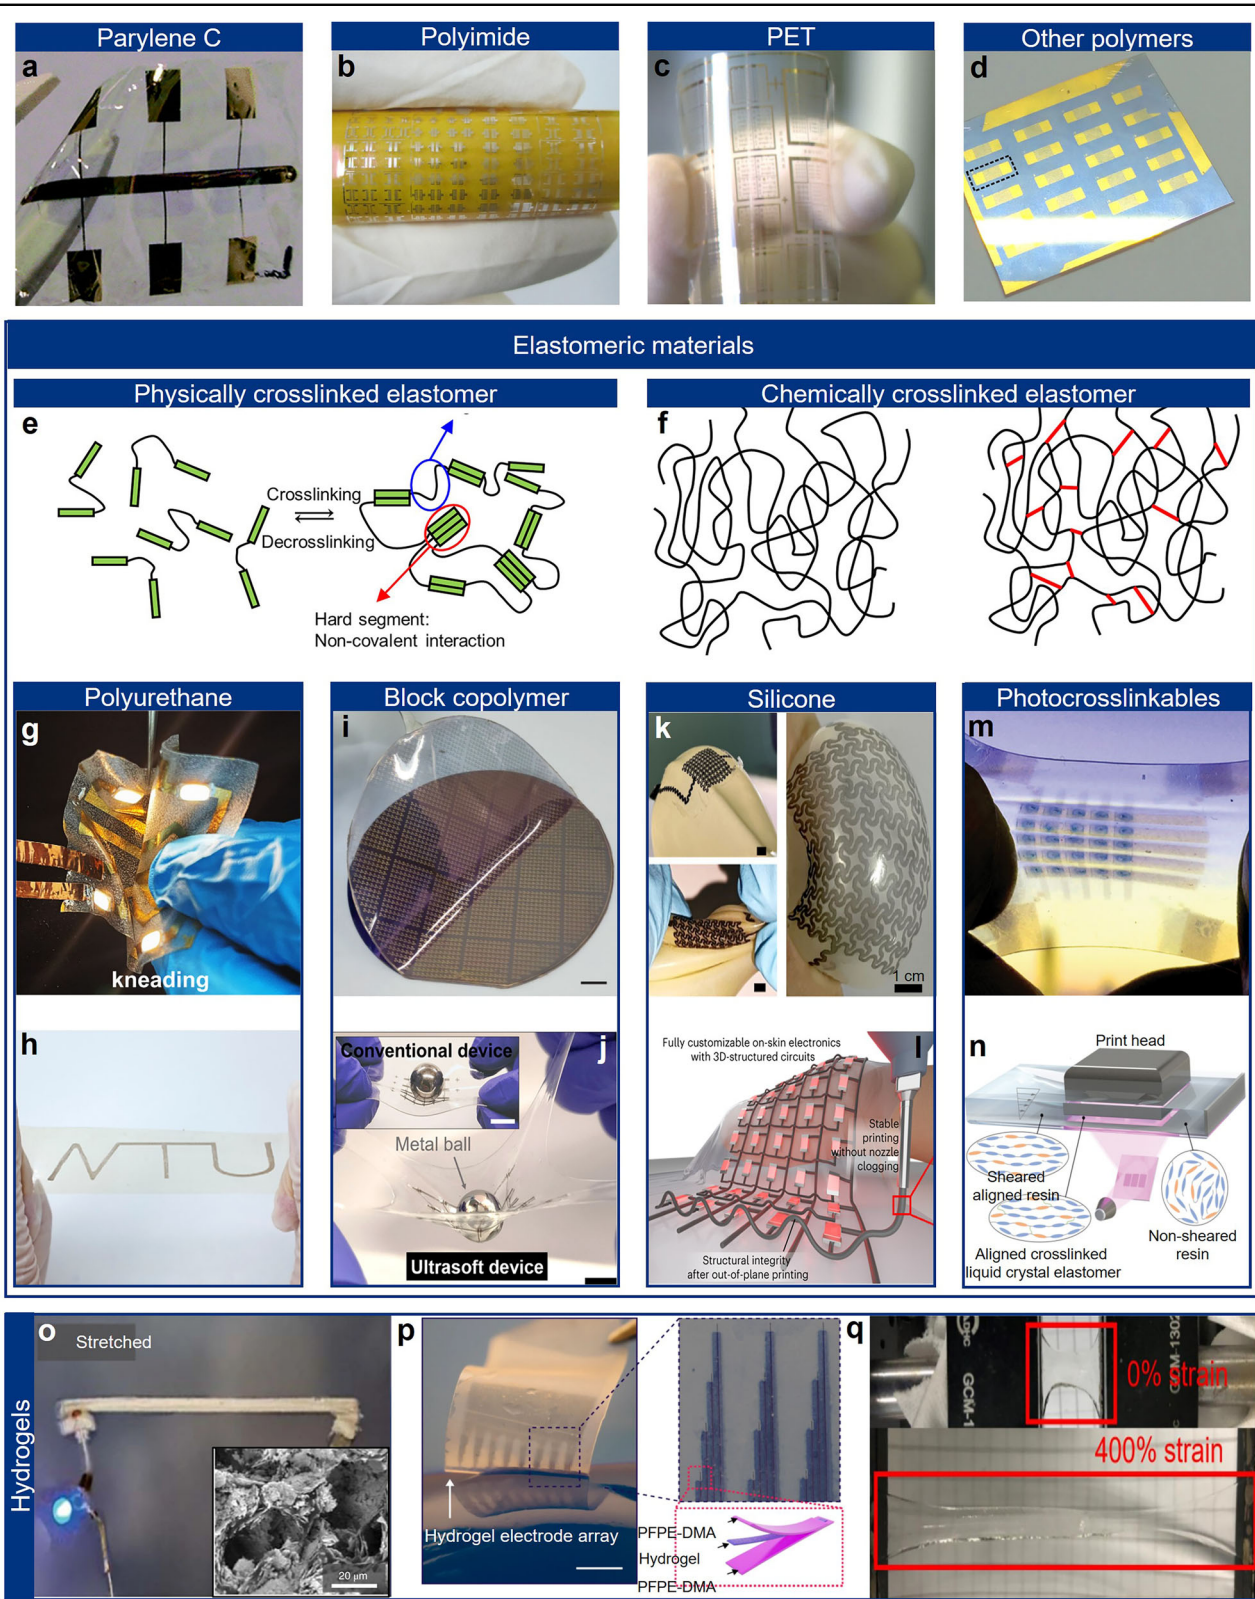 Parylene C
Polyimide
PET
Other polymers
a
b
c
d
Elastomeric materials
Physically crosslinked elastomer
Chemically crosslinked elastomer
e
f
Crosslinking
Decrosslinking
Hard segment:
Non-covalent interaction
Polyurethane
Block copolymer
Silicone
Photocrosslinkables
g
i
k
m
kneading
1 cm
h
j
l
n
Conventional device
Metal ball
Ultrasoft device
Fully customizable on-skin electronics
with 3D-structured circuits
Stable
printing
without nozzle
clogging
Structural integrity
after out-of-plane printing
Print head
Sheared
aligned resin
Aligned crosslinked
liquid crystal elastomer
Non-sheared
resin
NTU
Hydrogels
o
Stretched
20 μm
p
Hydrogel electrode array
PFPE-DMA
Hydrogel
PFPE-DMA
q
GCM-1
GCM-1302
0% strain
400% strain